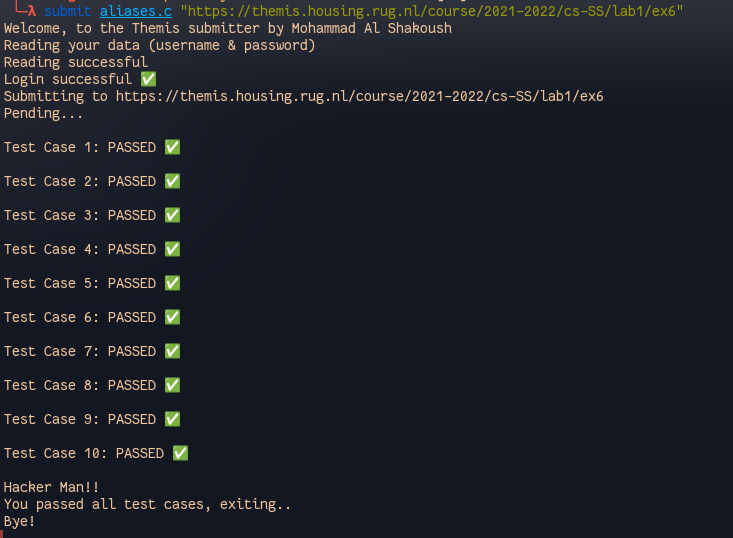 λ submit aliases.c "https://themis.housing.rug.nl/course/2021-2022/cs-SS/lab1/ex6"
Welcome, to the Themis submitter by Mohammad Al Shakoush
Reading your data (username & password)
Reading successful
Login successful ✅
Submitting to https://themis.housing.rug.nl/course/2021-2022/cs-SS/lab1/ex6
Pending...
Test Case 1: PASSED ✅
Test Case 2: PASSED ✅
Test Case 3: PASSED ✅
Test Case 4: PASSED ✅
Test Case 5: PASSED ✅
Test Case 6: PASSED ✅
Test Case 7: PASSED ✅
Test Case 8: PASSED ✅
Test Case 9: PASSED ✅
Test Case 10: PASSED ✅
Hacker Man!!
You passed all test cases, exiting..
Bye!